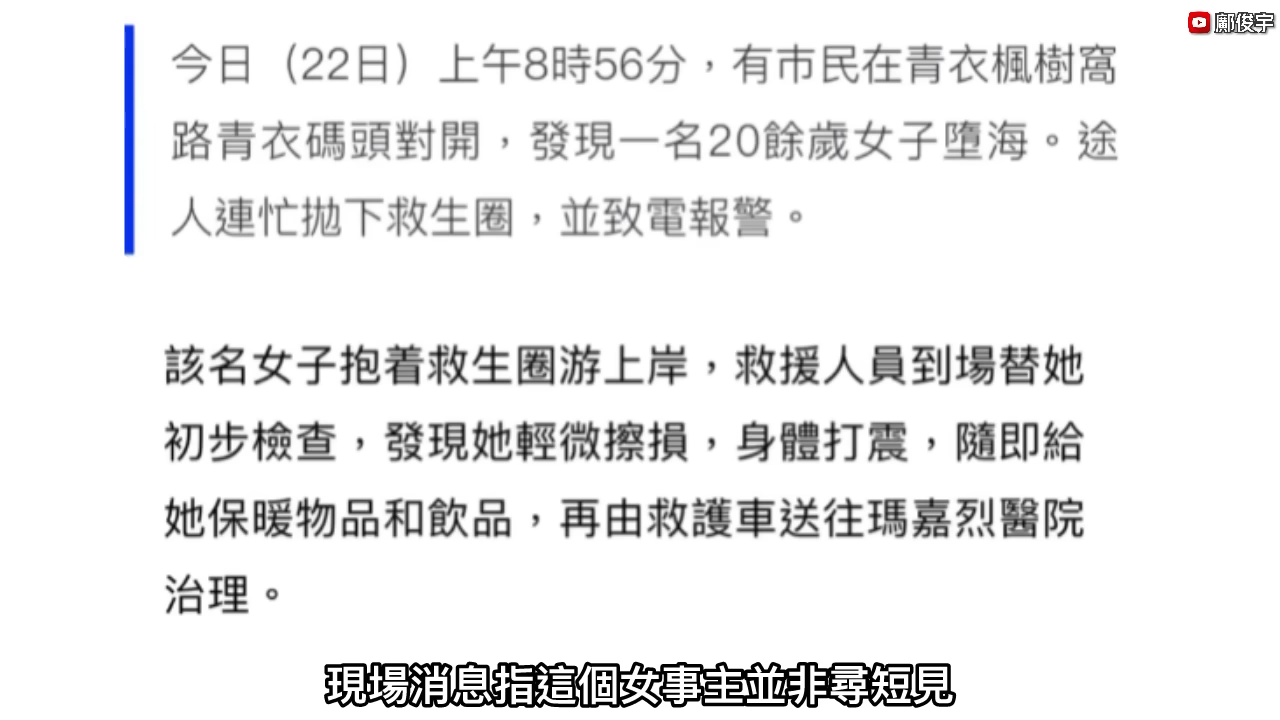 鄺俊宇
今日（22日）上午8時56分，有市民在青衣楓樹窩
路青衣碼頭對開，發現一名20餘歲女子墮海。途
人連忙拋下救生圈，並致電報警。
該名女子抱着救生圈游上岸，救援人員到場替她
初步檢查，發現她輕微擦損，身體打震，隨即給
她保暖物品和飲品，再由救護車送往瑪嘉烈醫院
治理。
現場消息指這個女事主並非尋短見